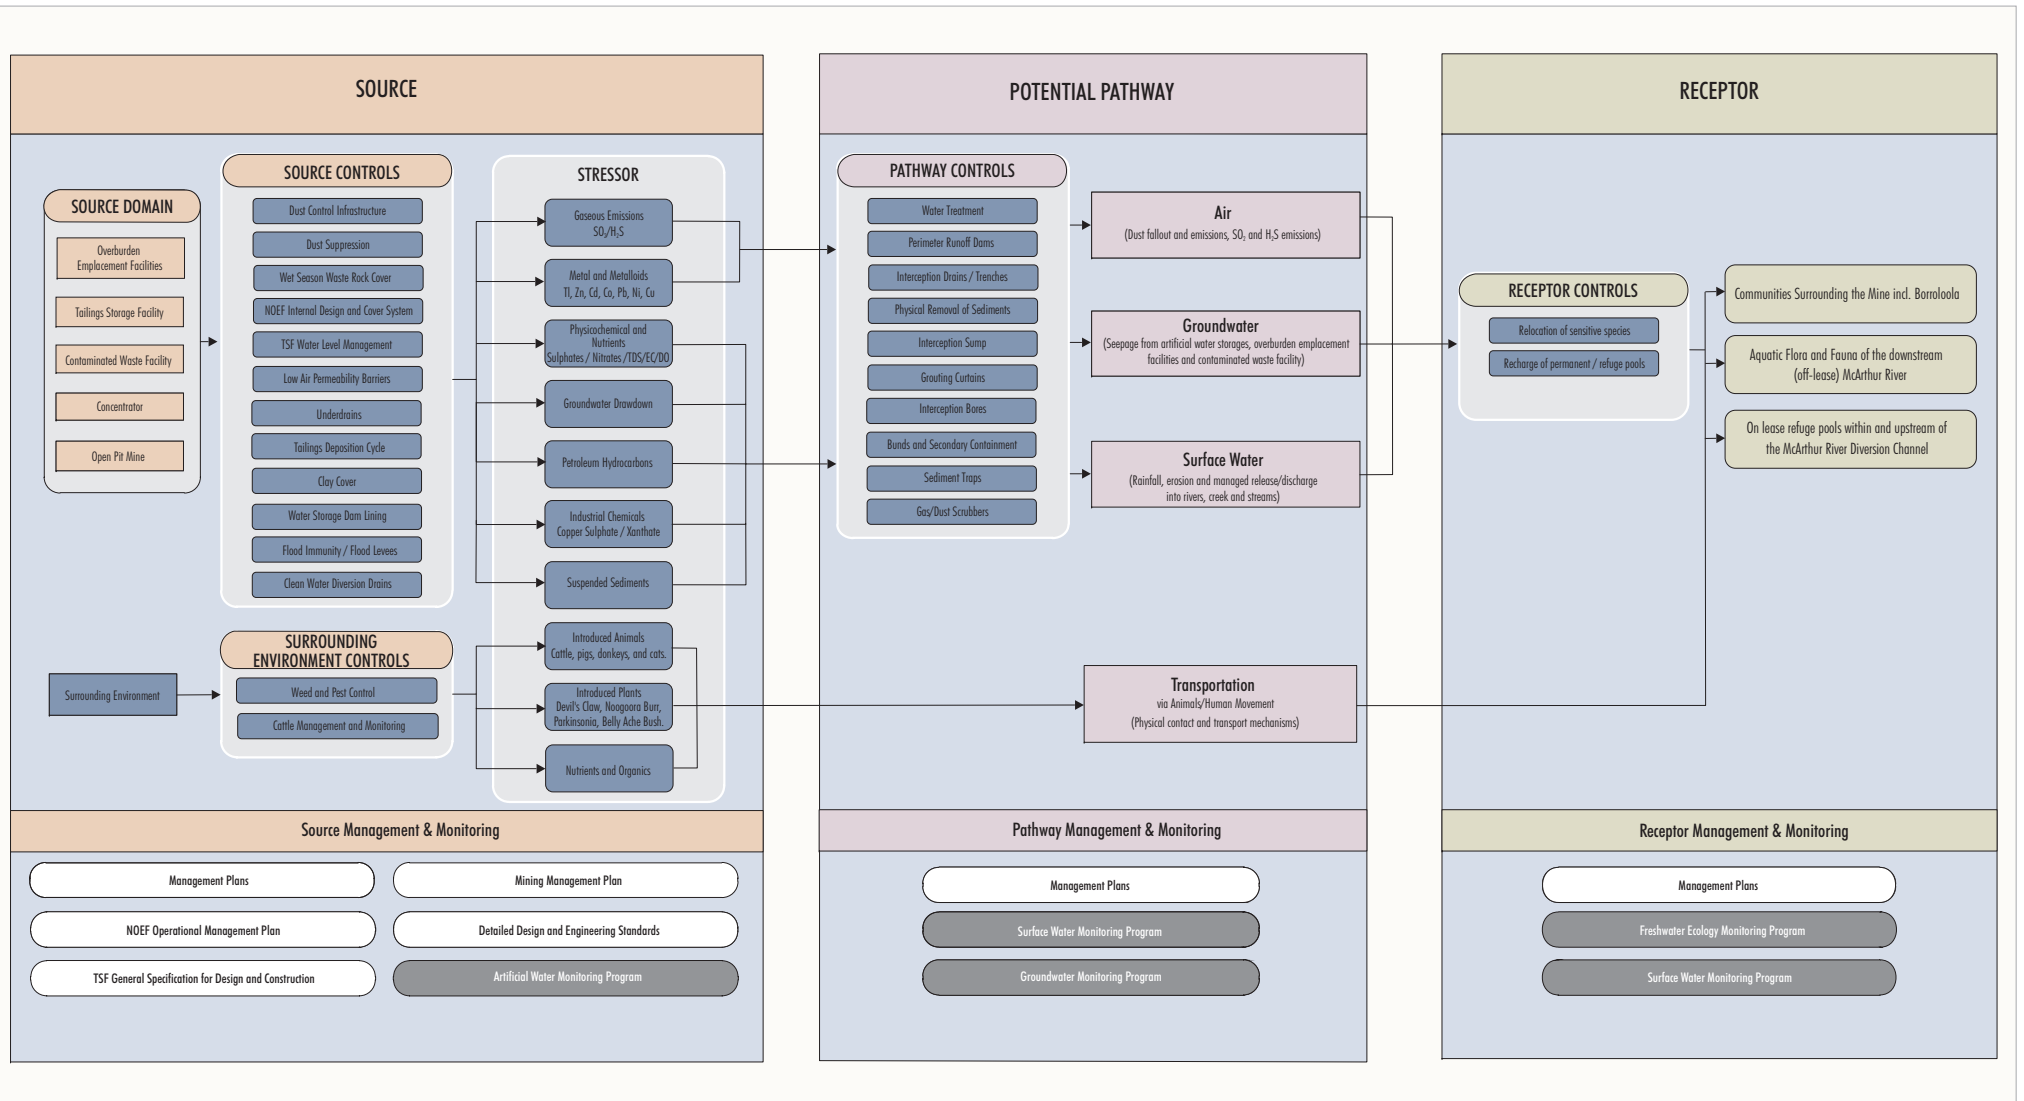 SOURCE
SOURCE DOMAIN
Overburden
Emplacement Facilities
Tailings Storage Facility
Contaminated Waste Facility
Concentrator
Open Pit Mine
SOURCE CONTROLS
Dust Control Infrastructure
Dust Suppression
Wet Season Waste Rock Cover
NOEF Internal Design and Cover System
TSF Water Level Management
Low Air Permeability Barriers
Underdrains
Tailings Deposition Cycle
Clay Cover
Water Storage Dam Lining
Flood Immunity / Flood Levees
Clean Water Diversion Drains
Surrounding Environment
SURROUNDING
ENVIRONMENT CONTROLS
Weed and Pest Control
Cattle Management and Monitoring
STRESSOR
Gaseous Emissions
SO₂/H₂S
Metal and Metalloids
Tl, Zn, Cd, Co, Pb, Ni, Cu
Physicochemical and
Nutrients
Sulphates / Nitrates /TDS/EC/DO
Groundwater Drawdown
Petroleum Hydrocarbons
Industrial Chemicals
Copper Sulphate / Xanthate
Suspended Sediments
Introduced Animals
Cattle, pigs, donkeys, and cats.
Introduced Plants
Devil's Claw, Noogoora Burr,
Parkinsonia, Belly Ache Bush.
Nutrients and Organics
Source Management & Monitoring
Management Plans
Mining Management Plan
NOEF Operational Management Plan
Detailed Design and Engineering Standards
TSF General Specification for Design and Construction
Artificial Water Monitoring Program
POTENTIAL PATHWAY
PATHWAY CONTROLS
Water Treatment
Perimeter Runoff Dams
Interception Drains / Trenches
Physical Removal of Sediments
Interception Sump
Grouting Curtains
Interception Bores
Bunds and Secondary Containment
Sediment Traps
Gas/Dust Scrubbers
Air
(Dust fallout and emissions, SO₂ and H₂S emissions)
Groundwater
(Seepage from artificial water storages, overburden emplacement
facilities and contaminated waste facility)
Surface Water
(Rainfall, erosion and managed release/discharge
into rivers, creek and streams)
Transportation
via Animals/Human Movement
(Physical contact and transport mechanisms)
Pathway Management & Monitoring
Management Plans
Surface Water Monitoring Program
Groundwater Monitoring Program
RECEPTOR
RECEPTOR CONTROLS
Relocation of sensitive species
Recharge of permanent / refuge pools
Communities Surrounding the Mine incl. Borroloola
Aquatic Flora and Fauna of the downstream
(off-lease) McArthur River
On lease refuge pools within and upstream of
the McArthur River Diversion Channel
Receptor Management & Monitoring
Management Plans
Freshwater Ecology Monitoring Program
Surface Water Monitoring Program